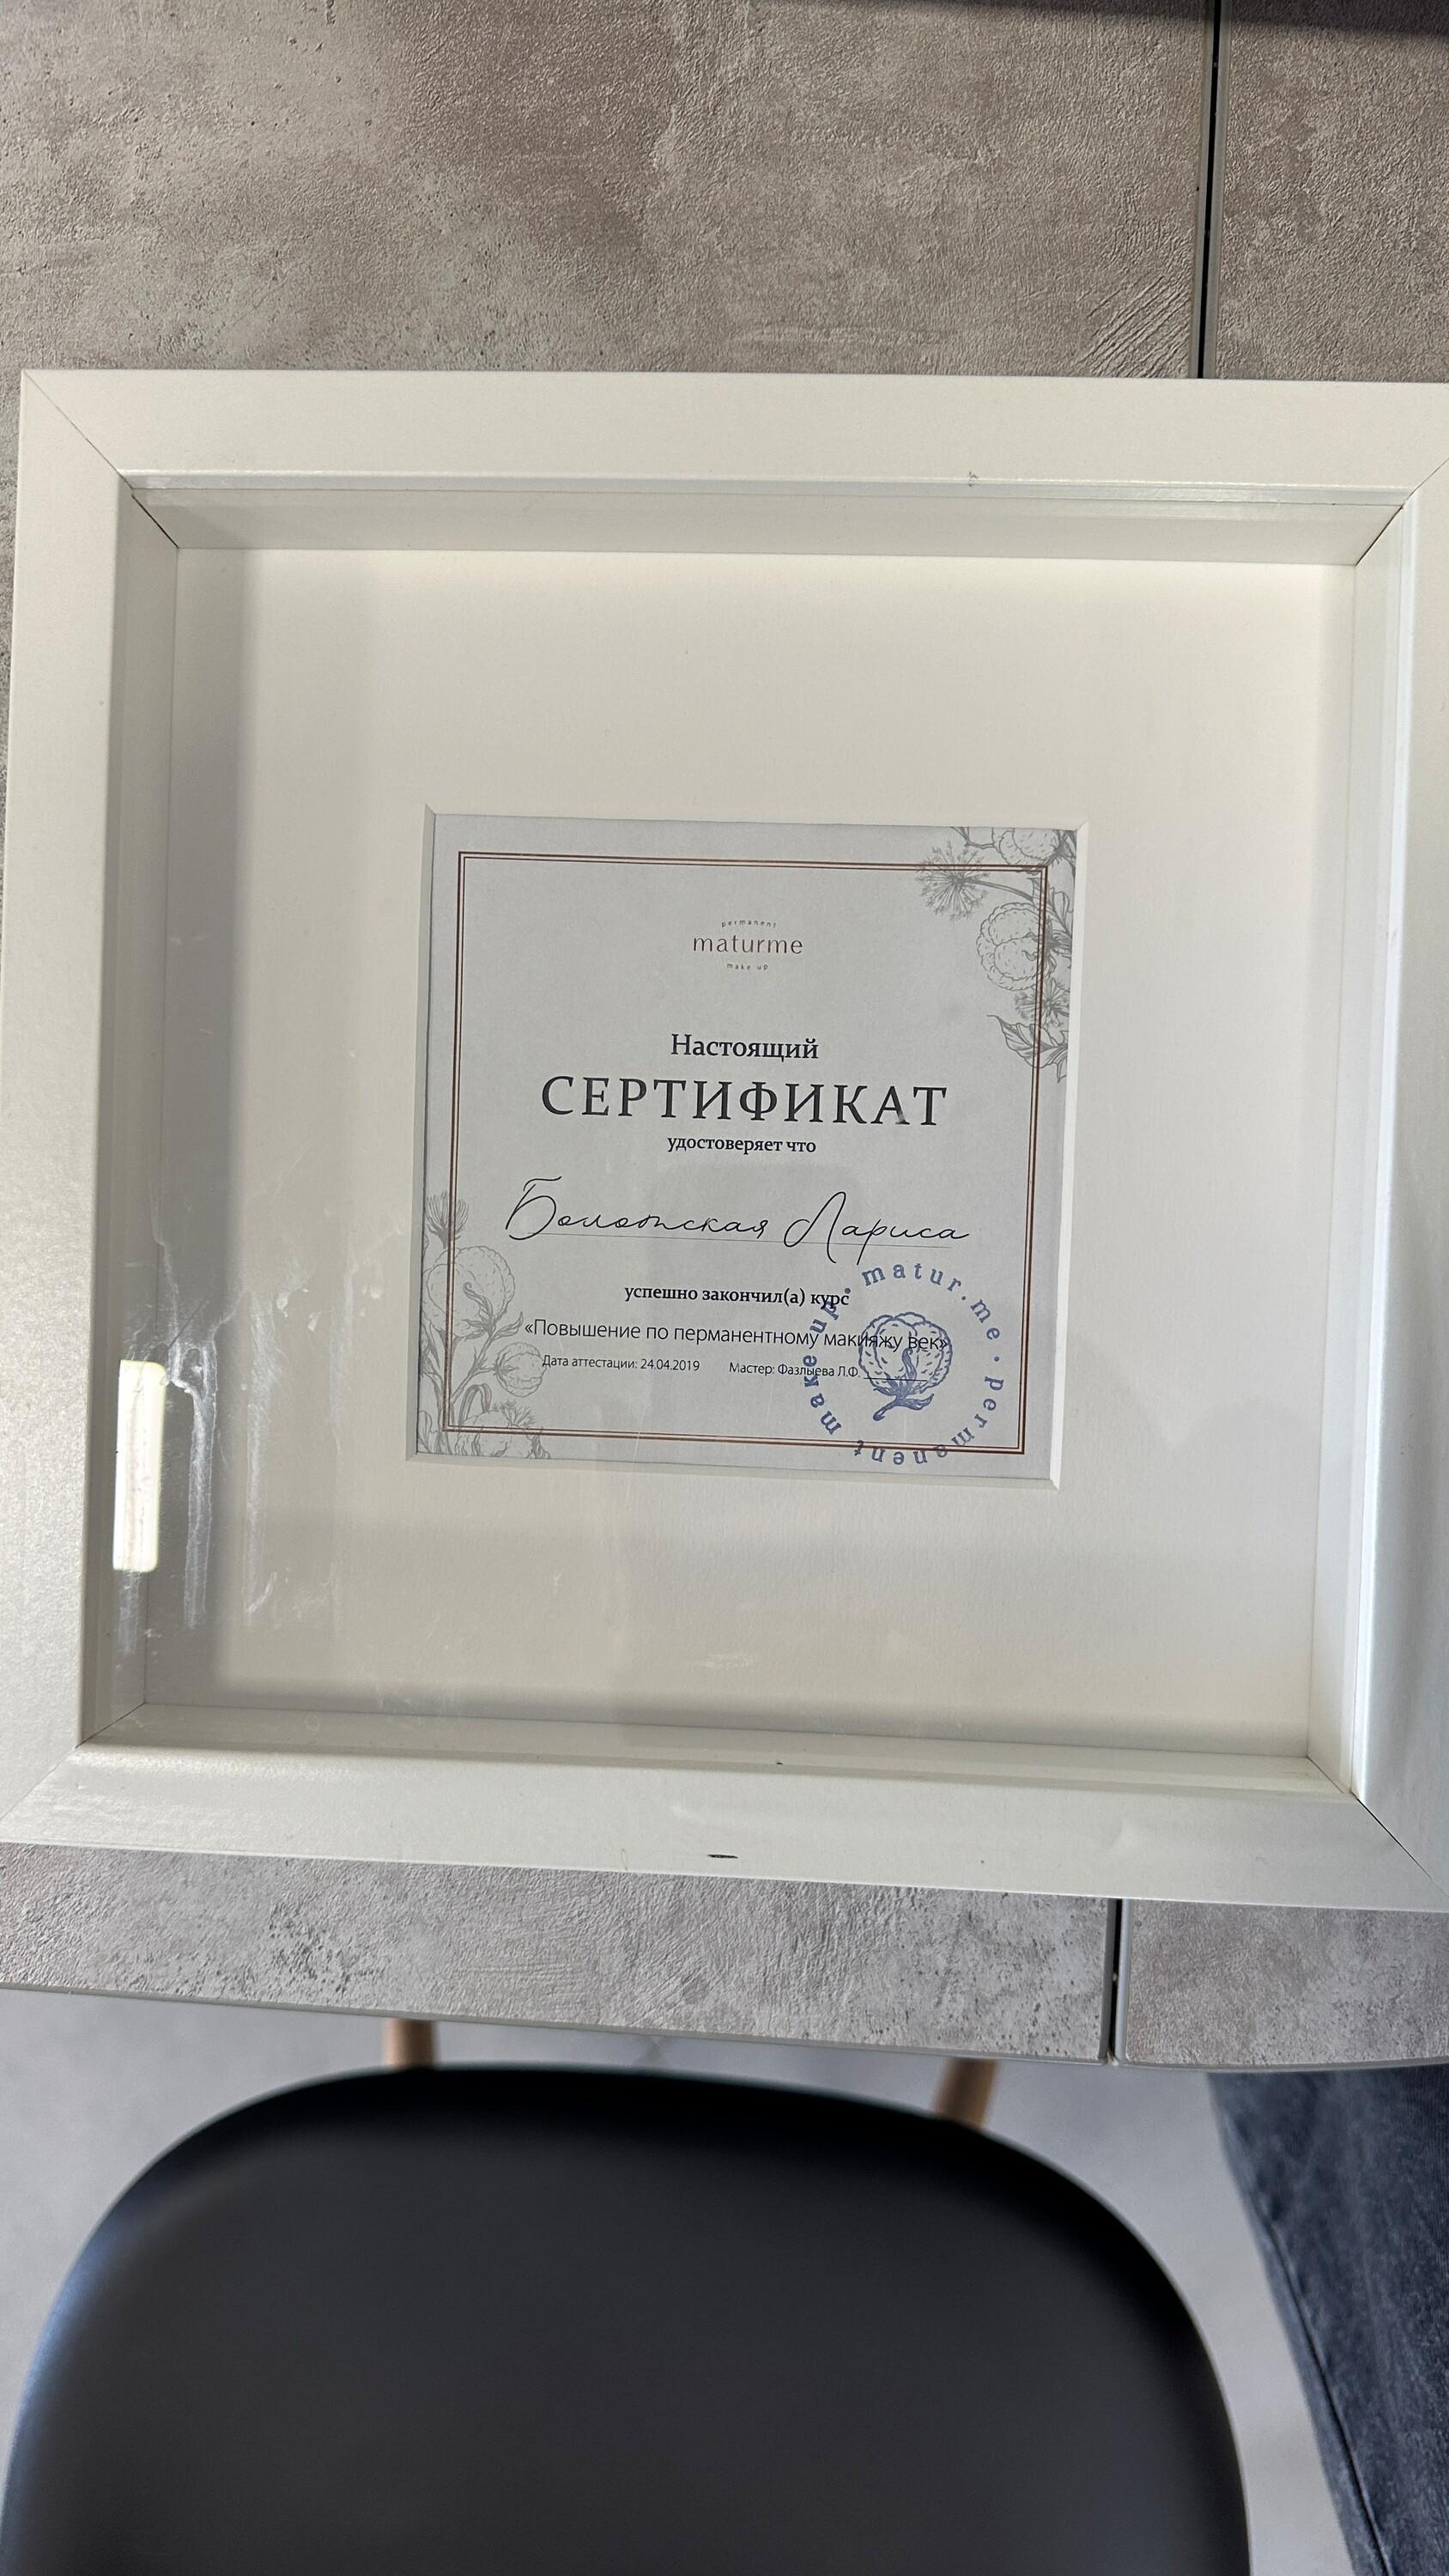 permanent
maturme
make up
Настоящий
СЕРТИФИКАТ
удостоверяет что
Болотская Лариса
успешно закончил(а) курс
«Повышение по перманентному макияжу век»
Дата аттестации: 24.04.2019 Мастер: Фазлыева Л.Ф.
matur.me · permanent make up ·